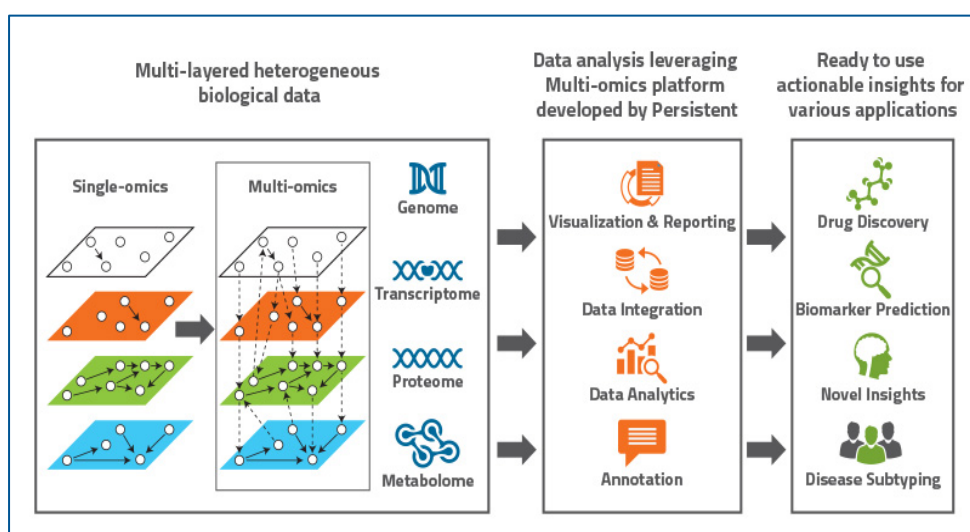 Multi-layered heterogeneous
biological data
Data analysis leveraging
Multi-omics platform
developed by Persistent
Ready to use
actionable insights for
various applications
Single-omics
Multi-omics
Genome
Transcriptome
Proteome
Metabolome
Visualization & Reporting
Data Integration
Data Analytics
Annotation
Drug Discovery
Biomarker Prediction
Novel Insights
Disease Subtyping